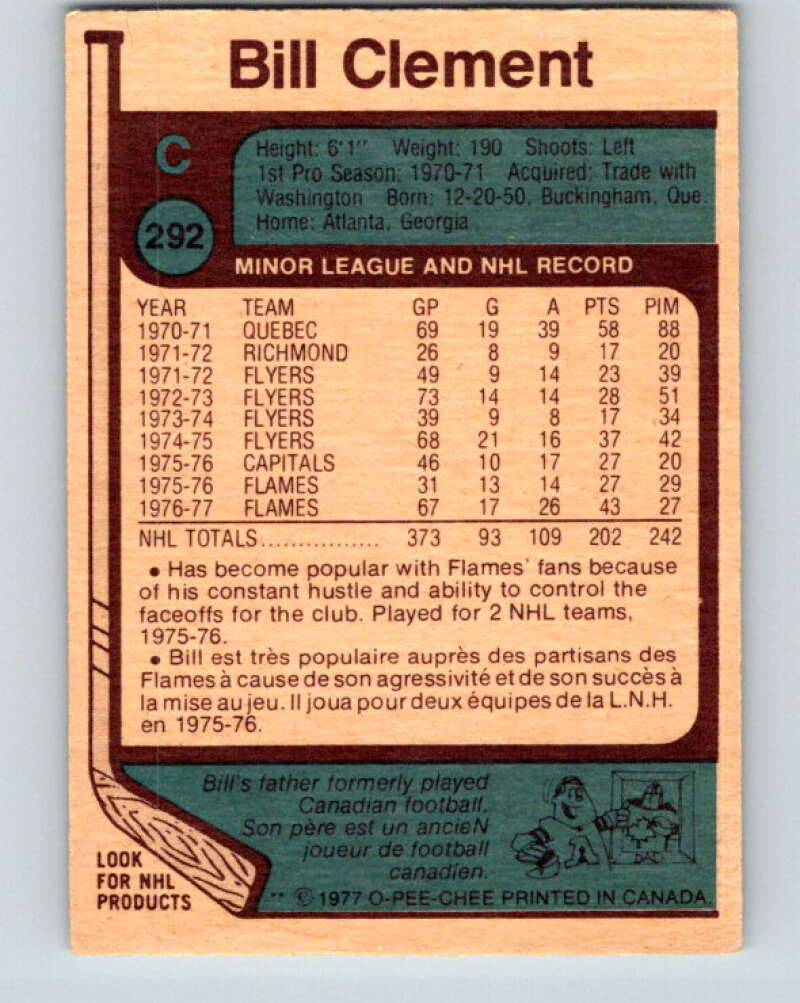 Bill Clement
C
Height: 6'1" Weight: 190 Shoots: Left
1st Pro Season: 1970-71 Acquired: Trade with
Washington Born: 12-20-50, Buckingham, Que.
Home: Atlanta, Georgia
292
MINOR LEAGUE AND NHL RECORD
YEAR TEAM GP G A PTS PIM
1970-71 QUEBEC 69 19 39 58 88
1971-72 RICHMOND 26 8 9 17 20
1971-72 FLYERS 49 9 14 23 39
1972-73 FLYERS 73 14 14 28 51
1973-74 FLYERS 39 9 8 17 34
1974-75 FLYERS 68 21 16 37 42
1975-76 CAPITALS 46 10 17 27 20
1975-76 FLAMES 31 13 14 27 29
1976-77 FLAMES 67 17 26 43 27
NHL TOTALS................ 373 93 109 202 242
• Has become popular with Flames' fans because
of his constant hustle and ability to control the
faceoffs for the club. Played for 2 NHL teams,
1975-76.
• Bill est très populaire auprès des partisans des
Flames à cause de son agressivité et de son succès à
la mise au jeu. Il joua pour deux équipes de la L.N.H.
en 1975-76.
Bill's father formerly played
Canadian football.
Son père est un ancieN
joueur de football
canadien.
A
DAD
LOOK
FOR NHL
PRODUCTS
** © 1977 O-PEE-CHEE PRINTED IN CANADA.